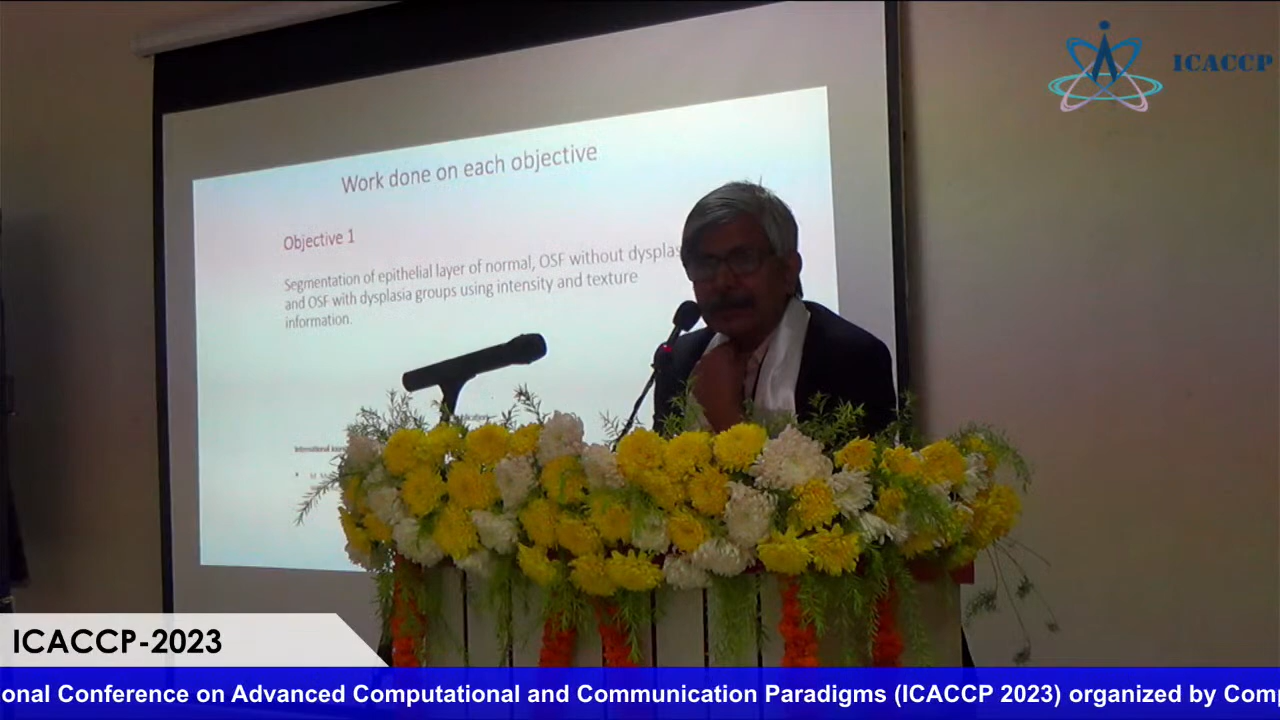 ICACCP
Work done on each objective
Objective 1
Segmentation of epithelial layer of normal, OSF without dysplas
and OSF with dysplasia groups using intensity and texture
information.
International
ICACCP-2023
onal Conference on Advanced Computational and Communication Paradigms (ICACCP 2023) organized by Comp